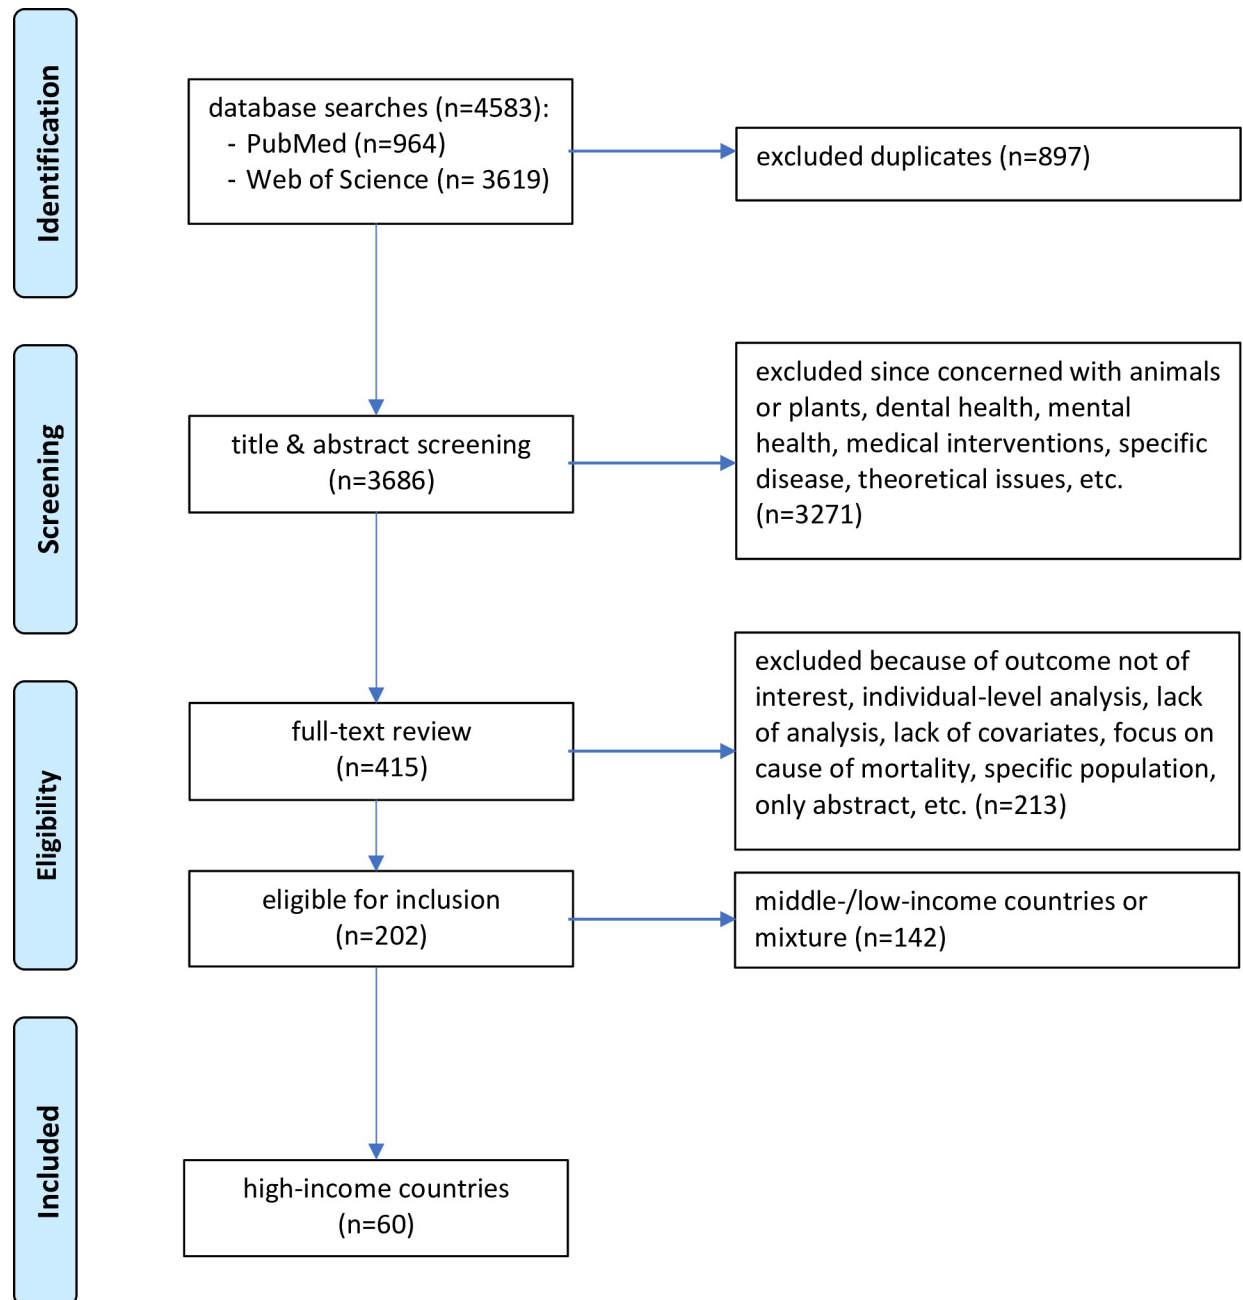 Identification
database searches (n=4583):
- PubMed (n=964)
- Web of Science (n= 3619)
excluded duplicates (n=897)
Screening
title & abstract screening
(n=3686)
excluded since concerned with animals
or plants, dental health, mental
health, medical interventions, specific
disease, theoretical issues, etc.
(n=3271)
Eligibility
full-text review
(n=415)
excluded because of outcome not of
interest, individual-level analysis, lack
of analysis, lack of covariates, focus on
cause of mortality, specific population,
only abstract, etc. (n=213)
eligible for inclusion
(n=202)
middle-/low-income countries or
mixture (n=142)
Included
high-income countries
(n=60)